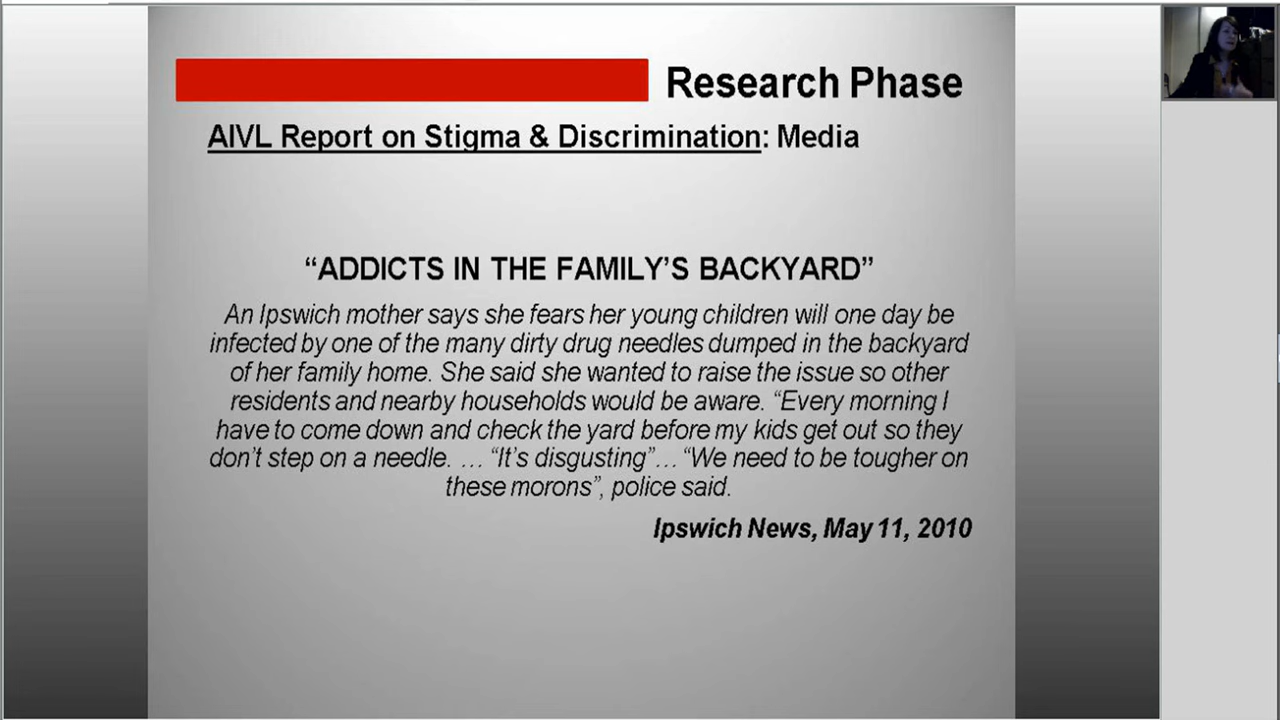 Research Phase
AIVL Report on Stigma & Discrimination: Media
“ADDICTS IN THE FAMILY’S BACKYARD”
An Ipswich mother says she fears her young children will one day be
infected by one of the many dirty drug needles dumped in the backyard
of her family home. She said she wanted to raise the issue so other
residents and nearby households would be aware. “Every morning I
have to come down and check the yard before my kids get out so they
don’t step on a needle. … “It’s disgusting”… “We need to be tougher on
these morons”, police said.
Ipswich News, May 11, 2010